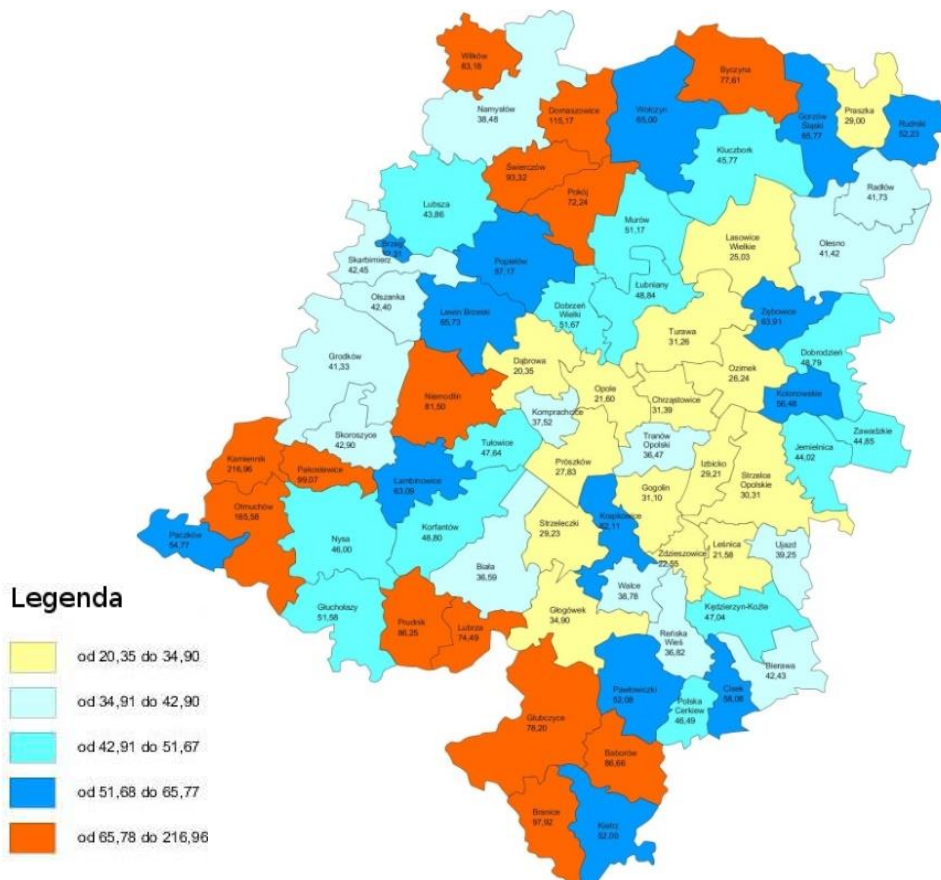 Wilków
83,18
Namysłów
38,48
Domaszowice
115,17
Wołczyn
65,00
Byczyna
77,61
Gorzów
Śląski
65,77
Praszka
29,00
Rudniki
52,23
Świerczów
93,32
Pokój
72,24
Kluczbork
45,77
Radłów
41,73
Lubsza
43,86
Murów
51,17
Lasowice
Wielkie
25,03
Olesno
41,42
Brzeg
Skarbimierz
42,45
Popielów
57,17
Olszanka
42,40
Lewin Brzeski
65,73
Dobrzeń
Wielki
51,67
Łubniany
48,84
Turawa
31,26
Zębowice
63,91
Dobrodzień
48,79
Grodków
41,33
Dąbrowa
20,35
Opole
21,60
Chrząstowice
31,39
Ozimek
26,24
Kolonowskie
56,48
Niemodlin
81,50
Komprachcice
37,52
Skoroszyce
42,90
Tułowice
47,64
Tranów
Opolski
36,47
Zawadzkie
44,85
Jemielnica
44,02
Kamiennik
216,96
Pakosławice
99,07
Łambinowice
63,09
Prószków
27,83
Izbicko
29,21
Strzelce
Opolskie
30,31
Otmuchów
165,58
Gogolin
31,10
Paczków
54,77
Nysa
46,00
Korfantów
48,80
Strzeleczki
29,23
Krapkowice
62,11
Leśnica
21,58
Ujazd
39,25
Zdzieszowice
22,55
Biała
36,59
Walce
38,78
Kędzierzyn-Koźle
47,04
Głuchołazy
51,58
Prudnik
86,25
Lubrza
74,49
Głogówek
34,90
Reńska
Wieś
36,82
Bierawa
42,43
Pawłowiczki
52,08
Polska
Cerkiew
46,49
Cisek
58,08
Głubczyce
78,20
Baborów
86,66
Branice
97,92
Kietrz
52,00
Legenda
od 20,35 do 34,90
od 34,91 do 42,90
od 42,91 do 51,67
od 51,68 do 65,77
od 65,78 do 216,96